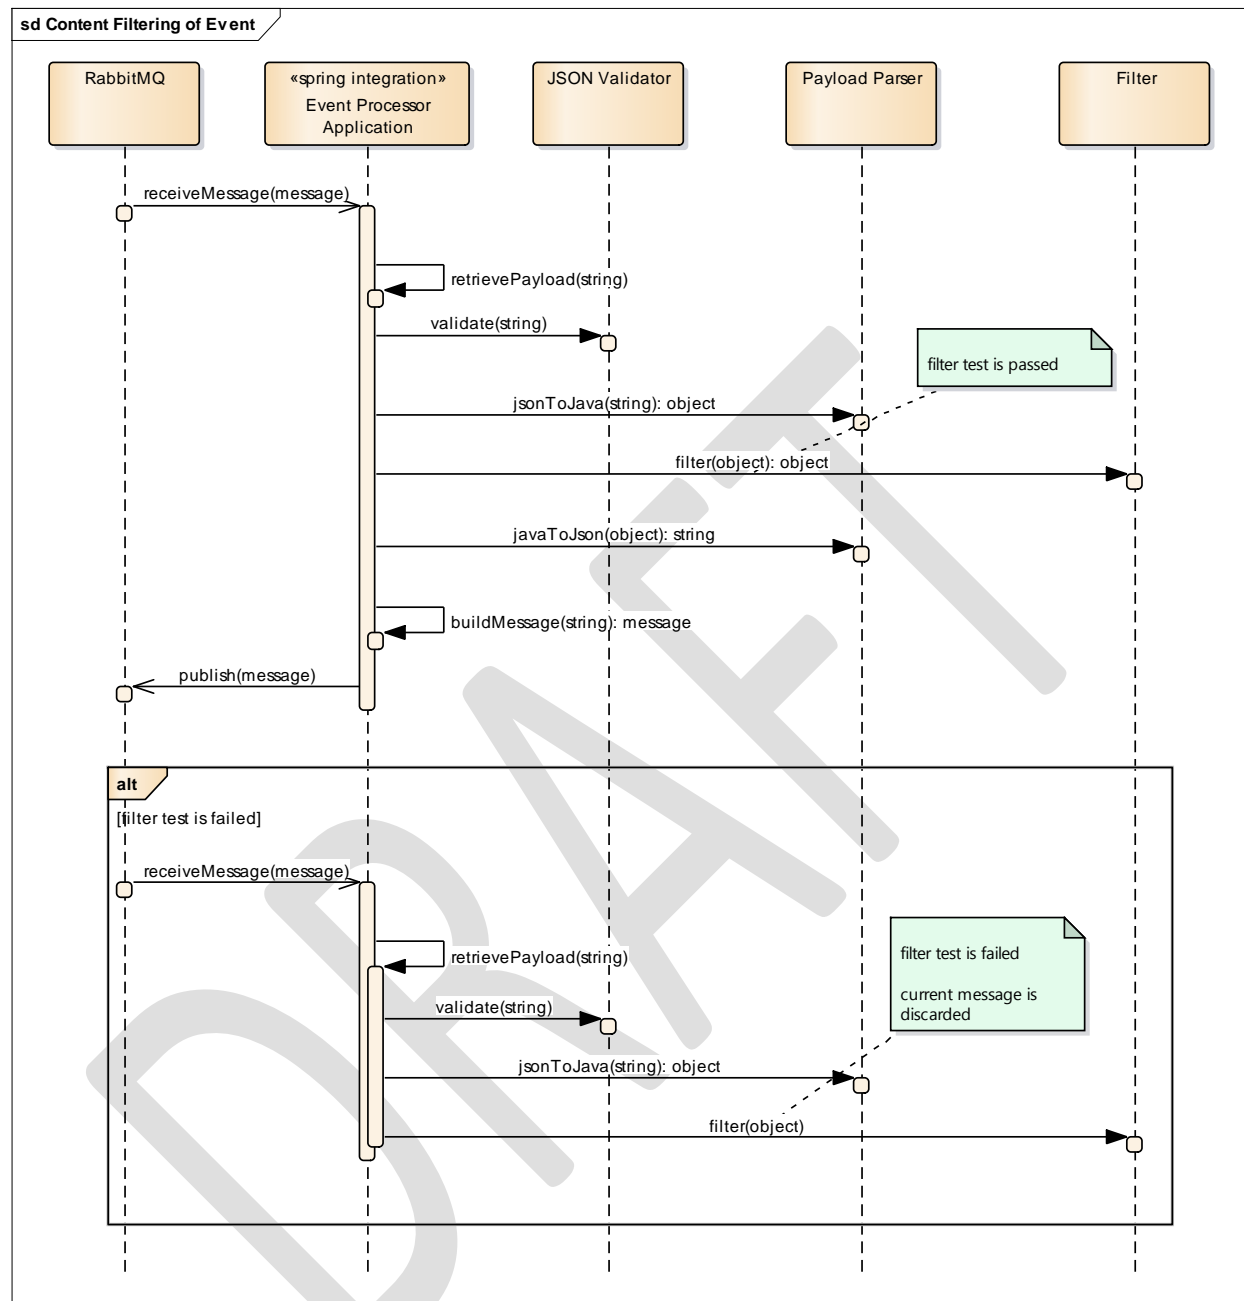 sd Content Filtering of Event
RabbitMQ
«spring integration»
Event Processor
Application
JSON Validator
Payload Parser
Filter
receiveMessage(message)
retrievePayload(string)
validate(string)
filter test is passed
jsonToJava(string): object
filter(object): object
javaToJson(object): string
buildMessage(string): message
publish(message)
alt
[filter test is failed]
receiveMessage(message)
retrievePayload(string)
filter test is failed
current message is
discarded
validate(string)
jsonToJava(string): object
filter(object)
DRAFT